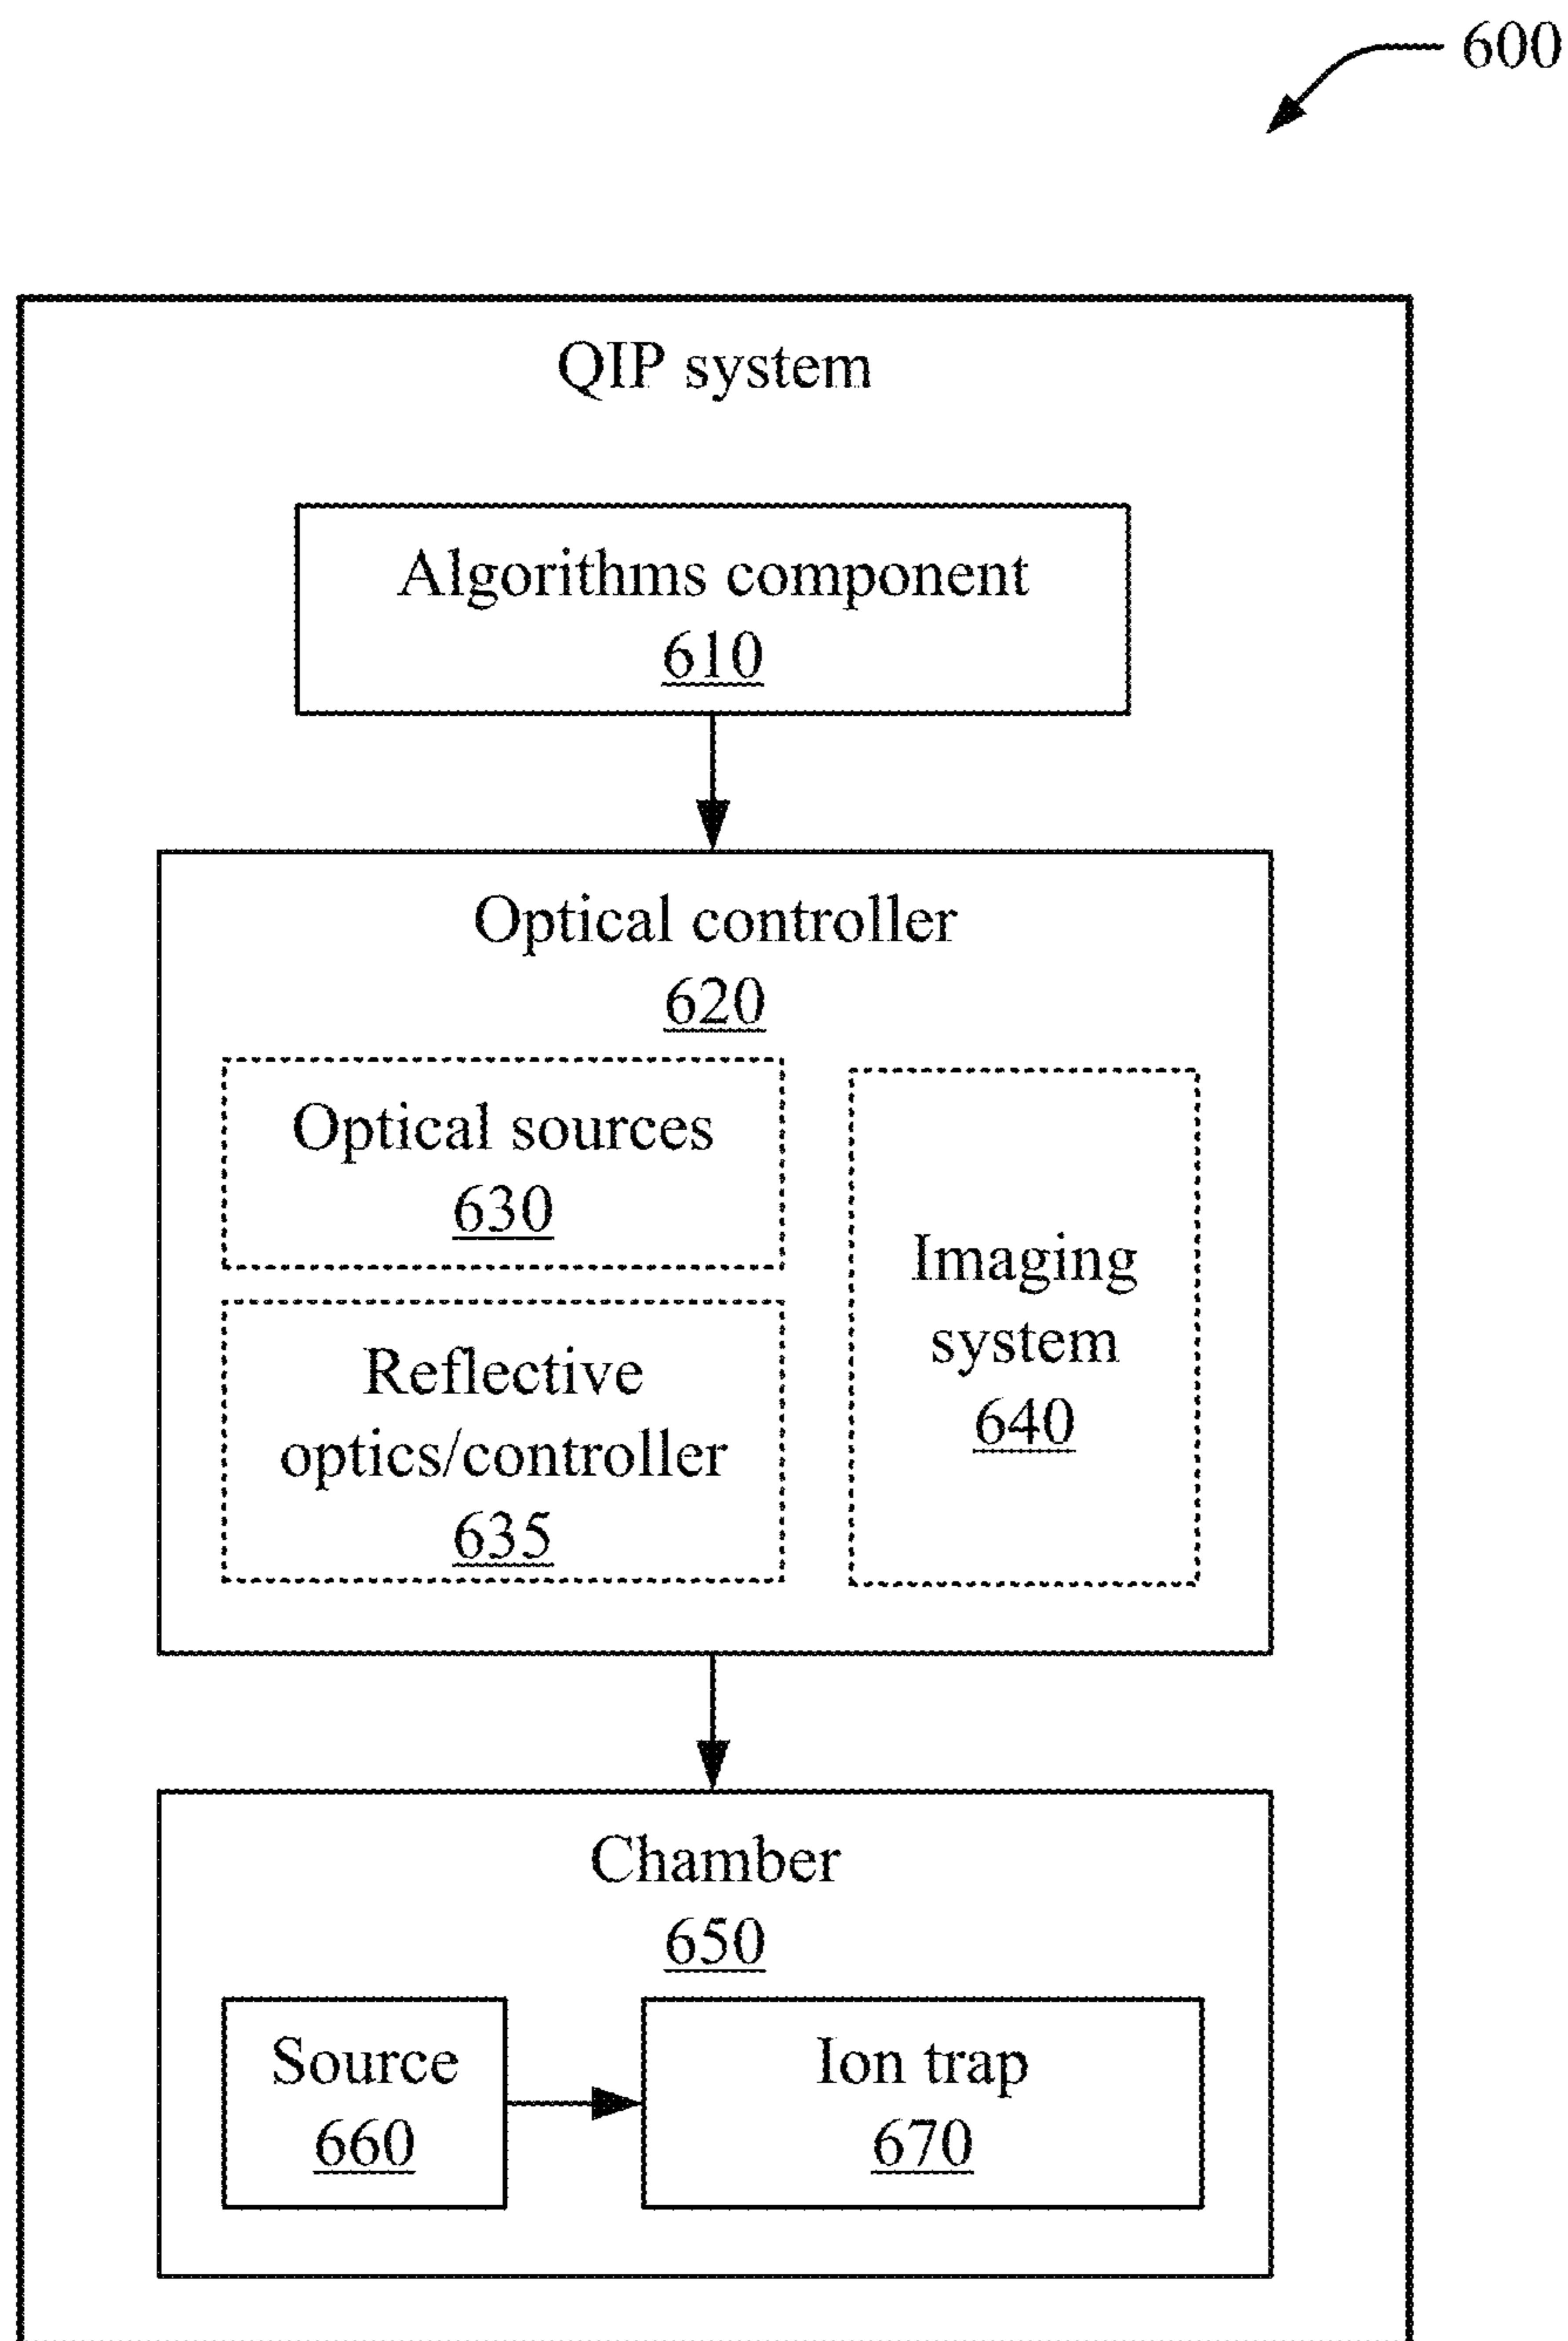 600
QIP system
Algorithms component
610
Optical controller
620
Optical sources
630
Reflective
optics/controller
635
Imaging
system
640
Chamber
650
Source
660
Ion trap
670